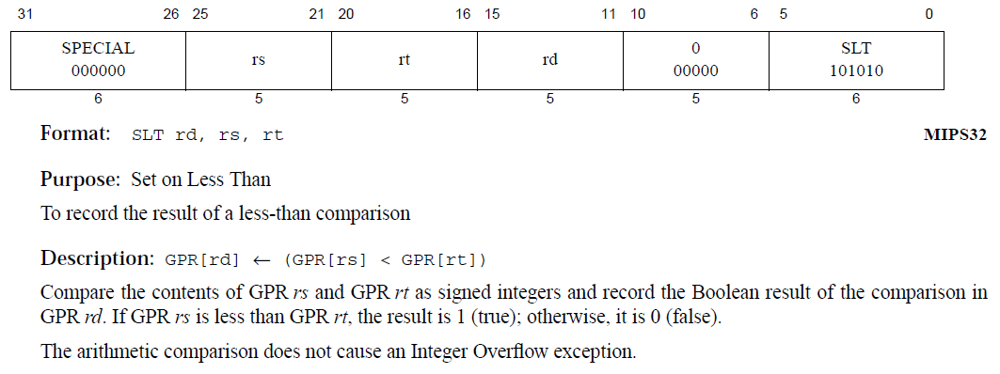 31 26 25 21 20 16 15 11 10 6 5 0
SPECIAL 000000 rs rt rd 0 00000 SLT 101010
6 5 5 5 5 6
Format: SLT rd, rs, rt MIPS32
Purpose: Set on Less Than
To record the result of a less-than comparison
Description: GPR[rd] ← (GPR[rs] < GPR[rt])
Compare the contents of GPR rs and GPR rt as signed integers and record the Boolean result of the comparison in
GPR rd. If GPR rs is less than GPR rt, the result is 1 (true); otherwise, it is 0 (false).
The arithmetic comparison does not cause an Integer Overflow exception.